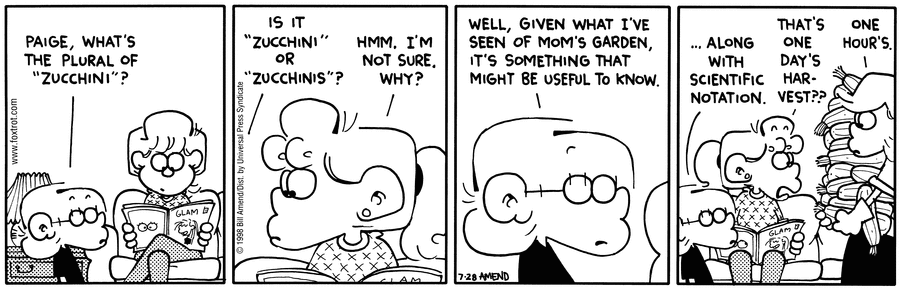 PAIGE, WHAT'S
THE PLURAL OF
"ZUCCHINI"?
GLAM
www.foxtrot.com
IS IT
"ZUCCHINI"
OR
"ZUCCHINIS"?
HMM. I'M
NOT SURE.
WHY?
GLAM
© 1998 Bill Amend/Dist. by Universal Press Syndicate
WELL, GIVEN WHAT I'VE
SEEN OF MOM'S GARDEN,
IT'S SOMETHING THAT
MIGHT BE USEFUL TO KNOW.
7-28 AMEND
... ALONG
WITH
SCIENTIFIC
NOTATION.
THAT'S
ONE
DAY'S
HAR-
VEST??
ONE
HOUR'S.
GLAM